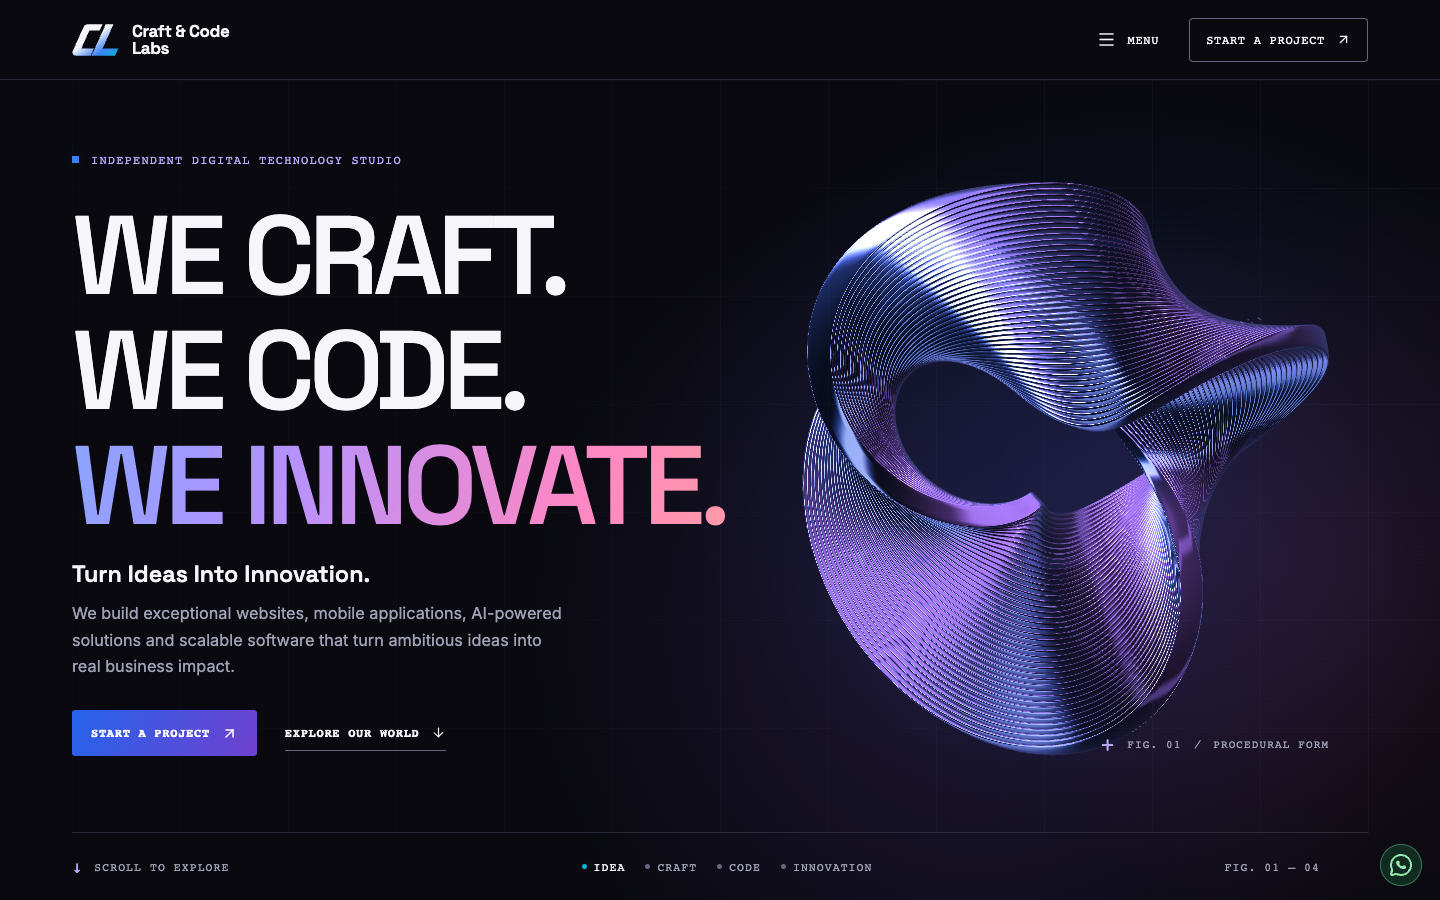 Craft & Code
Labs
MENU
START A PROJECT
INDEPENDENT DIGITAL TECHNOLOGY STUDIO
WE CRAFT.
WE CODE.
WE INNOVATE.
Turn Ideas Into Innovation.
We build exceptional websites, mobile applications, AI-powered
solutions and scalable software that turn ambitious ideas into
real business impact.
START A PROJECT
EXPLORE OUR WORLD
FIG. 01 / PROCEDURAL FORM
SCROLL TO EXPLORE
IDEA
CRAFT
CODE
INNOVATION
FIG. 01 — 04